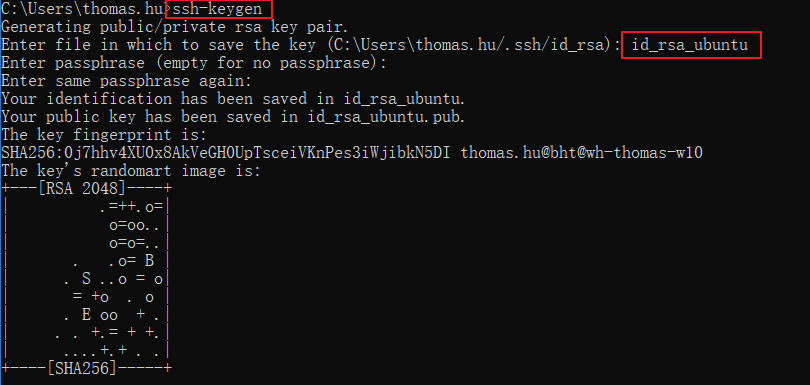 C:\Users\thomas.hu>ssh-keygen
Generating public/private rsa key pair.
Enter file in which to save the key (C:\Users\thomas.hu/.ssh/id_rsa): id_rsa_ubuntu
Enter passphrase (empty for no passphrase):
Enter same passphrase again:
Your identification has been saved in id_rsa_ubuntu.
Your public key has been saved in id_rsa_ubuntu.pub.
The key fingerprint is:
SHA256:0j7hhv4XU0x8AkVeGH0UpTsceiVKnPes3iWjibkN5DI thomas.hu@bht@wh-thomas-w10
The key's randomart image is:
+---[RSA 2048]----+
|          .=++.o=|
|           o=oo..|
|           o=o=..|
|       .   .o= B |
|      . S ..o = o|
|       = +o  . o |
|      . E oo  + .|
|     . . +.= + +.|
|      ....+.+ . .|
+----[SHA256]-----+